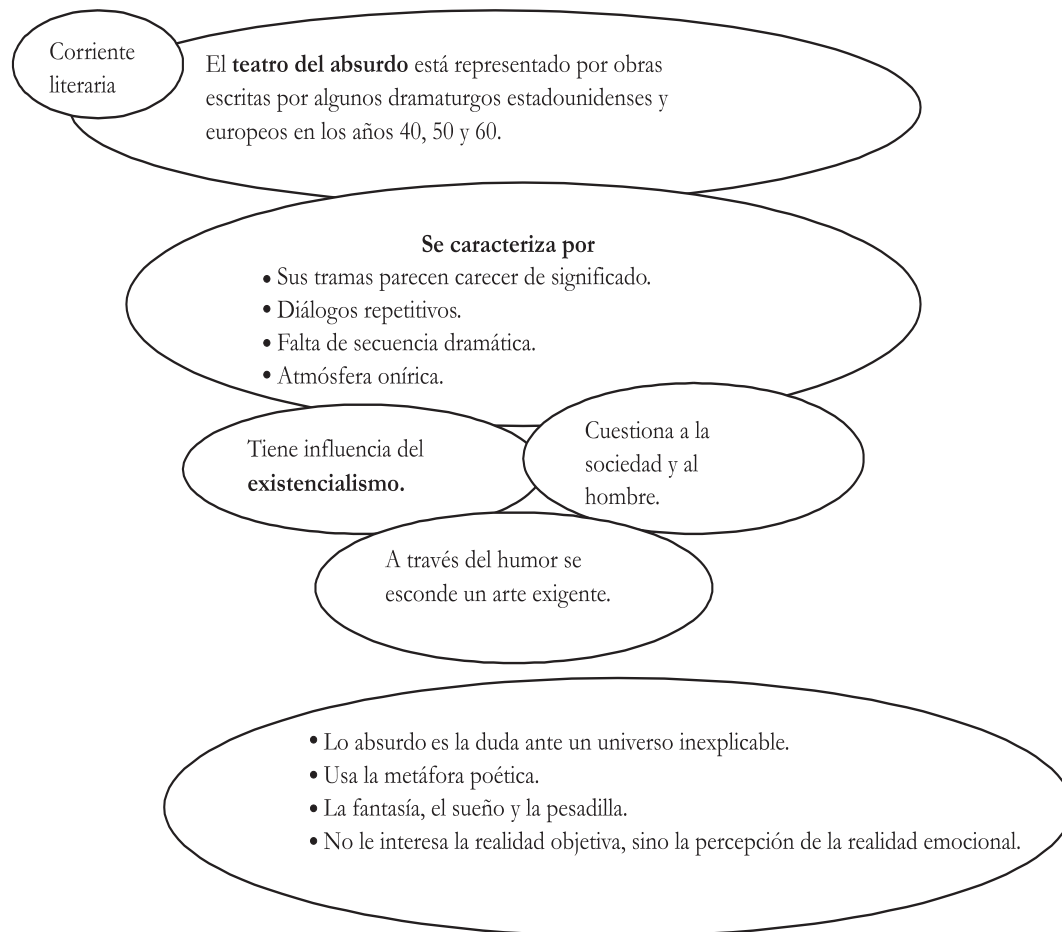 Corriente
literaria
El teatro del absurdo está representado por obras
escritas por algunos dramaturgos estadounidenses y
europeos en los años 40, 50 y 60.
Se caracteriza por
• Sus tramas parecen carecer de significado.
• Diálogos repetitivos.
• Falta de secuencia dramática.
• Atmósfera onírica.
Tiene influencia del
existencialismo.
Cuestiona a la
sociedad y al
hombre.
A través del humor se
esconde un arte exigente.
• Lo absurdo es la duda ante un universo inexplicable.
• Usa la metáfora poética.
• La fantasía, el sueño y la pesadilla.
• No le interesa la realidad objetiva, sino la percepción de la realidad emocional.